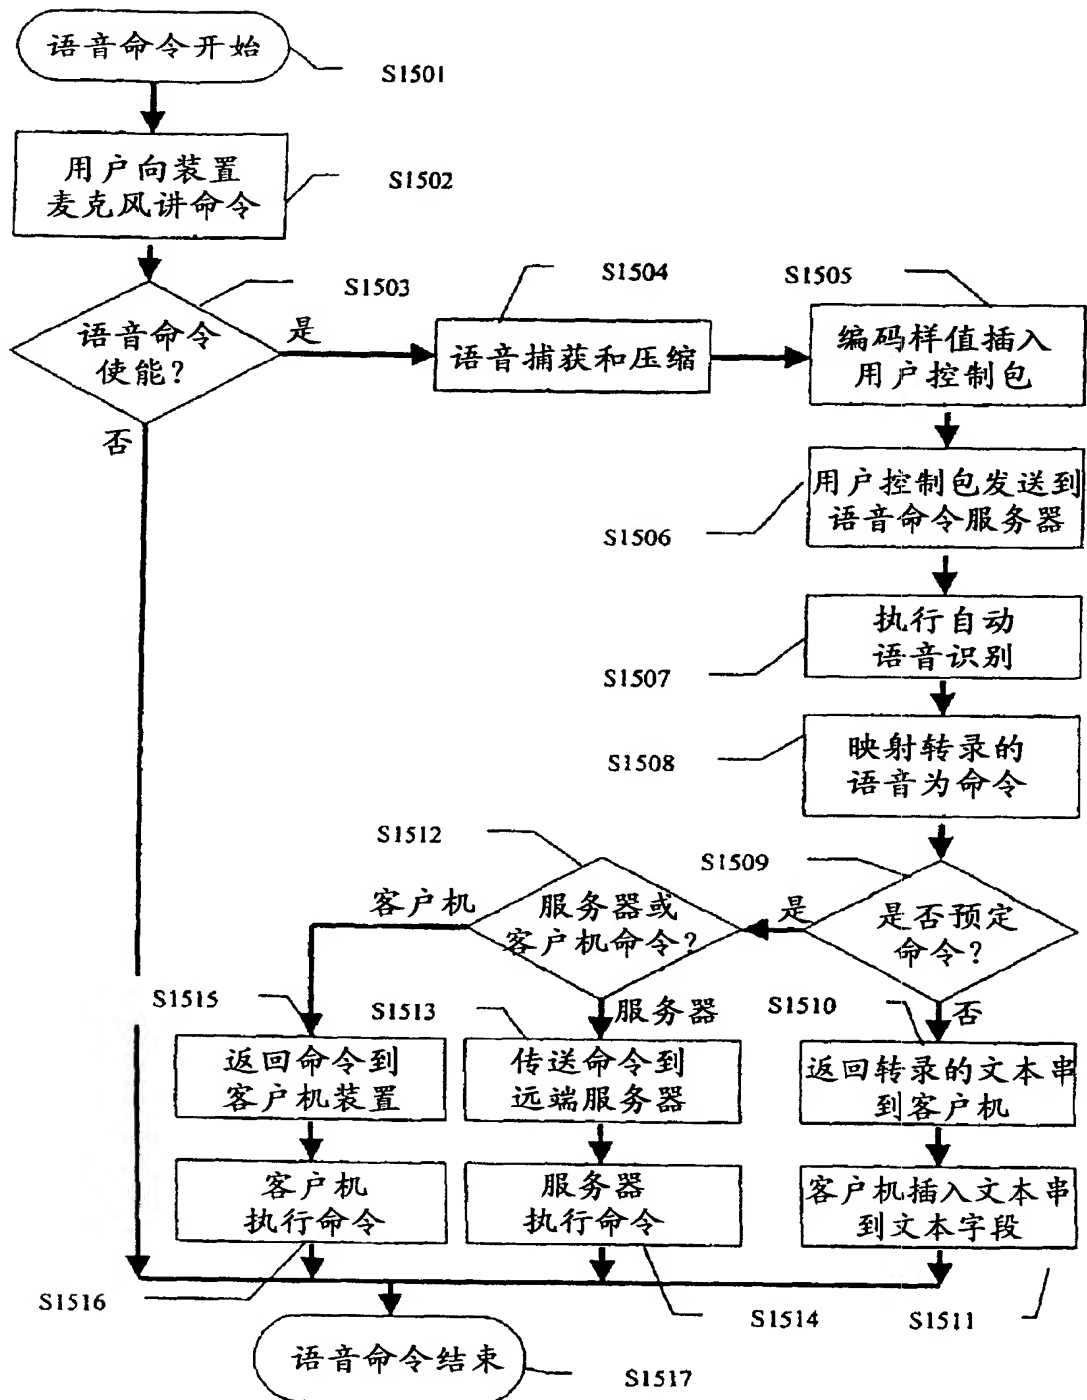 语音命令开始
S1501
用户向装置
麦克风讲命令
S1502
S1503
语音命令
使能?
是
否
S1504
语音捕获和压缩
S1505
编码样值插入
用户控制包
用户控制包发送到
语音命令服务器
S1506
执行自动
语音识别
S1507
映射转录的
语音为命令
S1508
S1509
是否预定
命令?
是
否
S1512
服务器或
客户机命令?
客户机
服务器
S1515
返回命令到
客户机装置
S1513
传送命令到
远端服务器
S1510
返回转录的文本串
到客户机
客户机
执行命令
服务器
执行命令
客户机插入文本串
到文本字段
S1516
S1514
S1511
语音命令结束
S1517